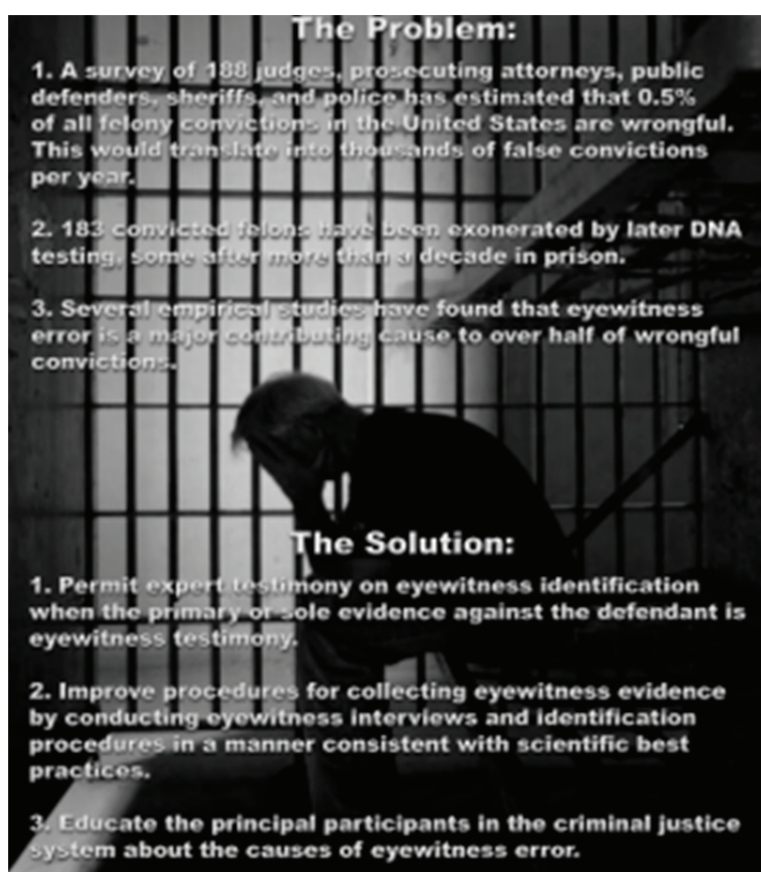 The Problem:
1. A survey of 188 judges, prosecuting attorneys, public
defenders, sheriffs, and police has estimated that 0.5%
of all felony convictions in the United States are wrongful.
This would translate into thousands of false convictions
per year.
2. 183 convicted felons have been exonerated by later DNA
testing, some after more than a decade in prison.
3. Several empirical studies have found that eyewitness
error is a major contributing cause to over half of wrongful
convictions.
The Solution:
1. Permit expert testimony on eyewitness identification
when the primary or sole evidence against the defendant is
eyewitness testimony.
2. Improve procedures for collecting eyewitness evidence
by conducting eyewitness interviews and identification
procedures in a manner consistent with scientific best
practices.
3. Educate the principal participants in the criminal justice
system about the causes of eyewitness error.